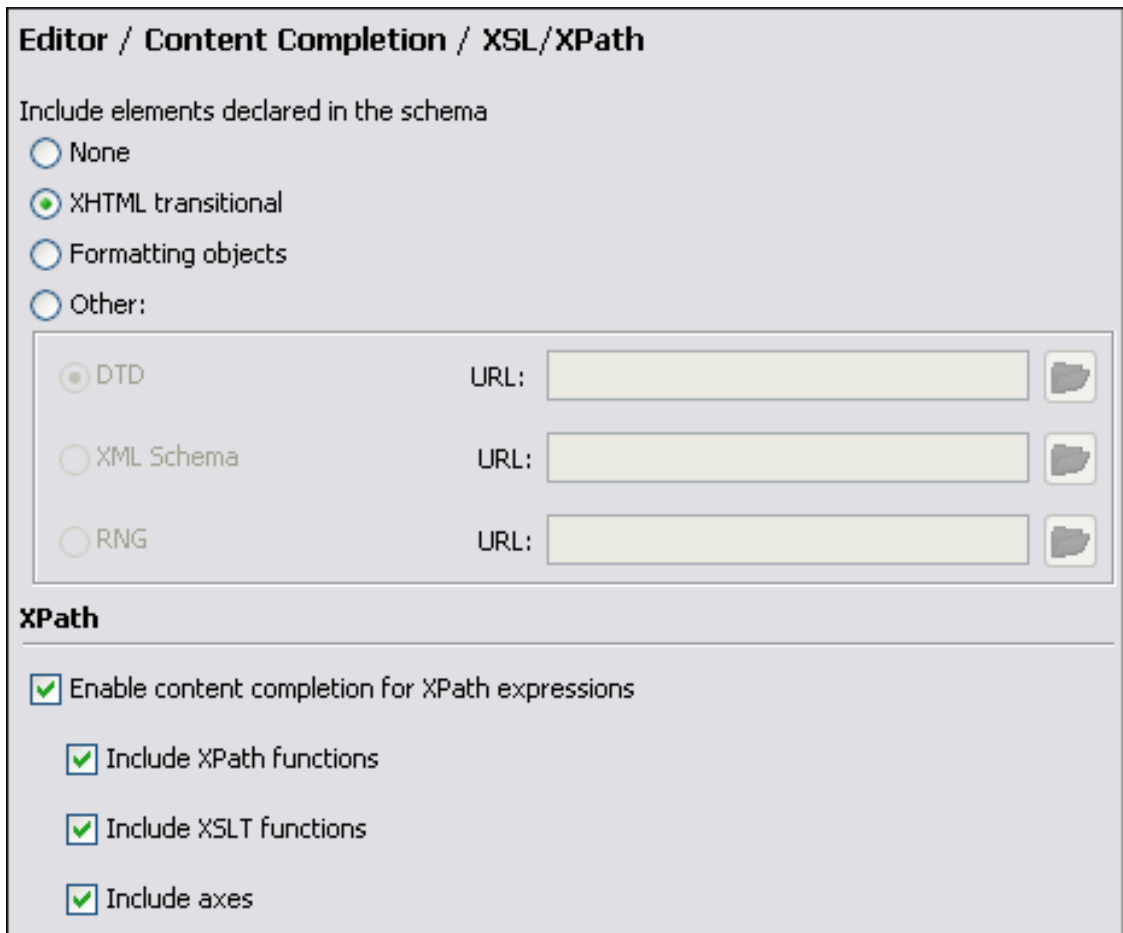 Editor / Content Completion / XSL/XPath
Include elements declared in the schema
None
XHTML transitional
Formatting objects
Other:
DTD URL:
XML Schema URL:
RNG URL:
XPath
Enable content completion for XPath expressions
Include XPath functions
Include XSLT functions
Include axes